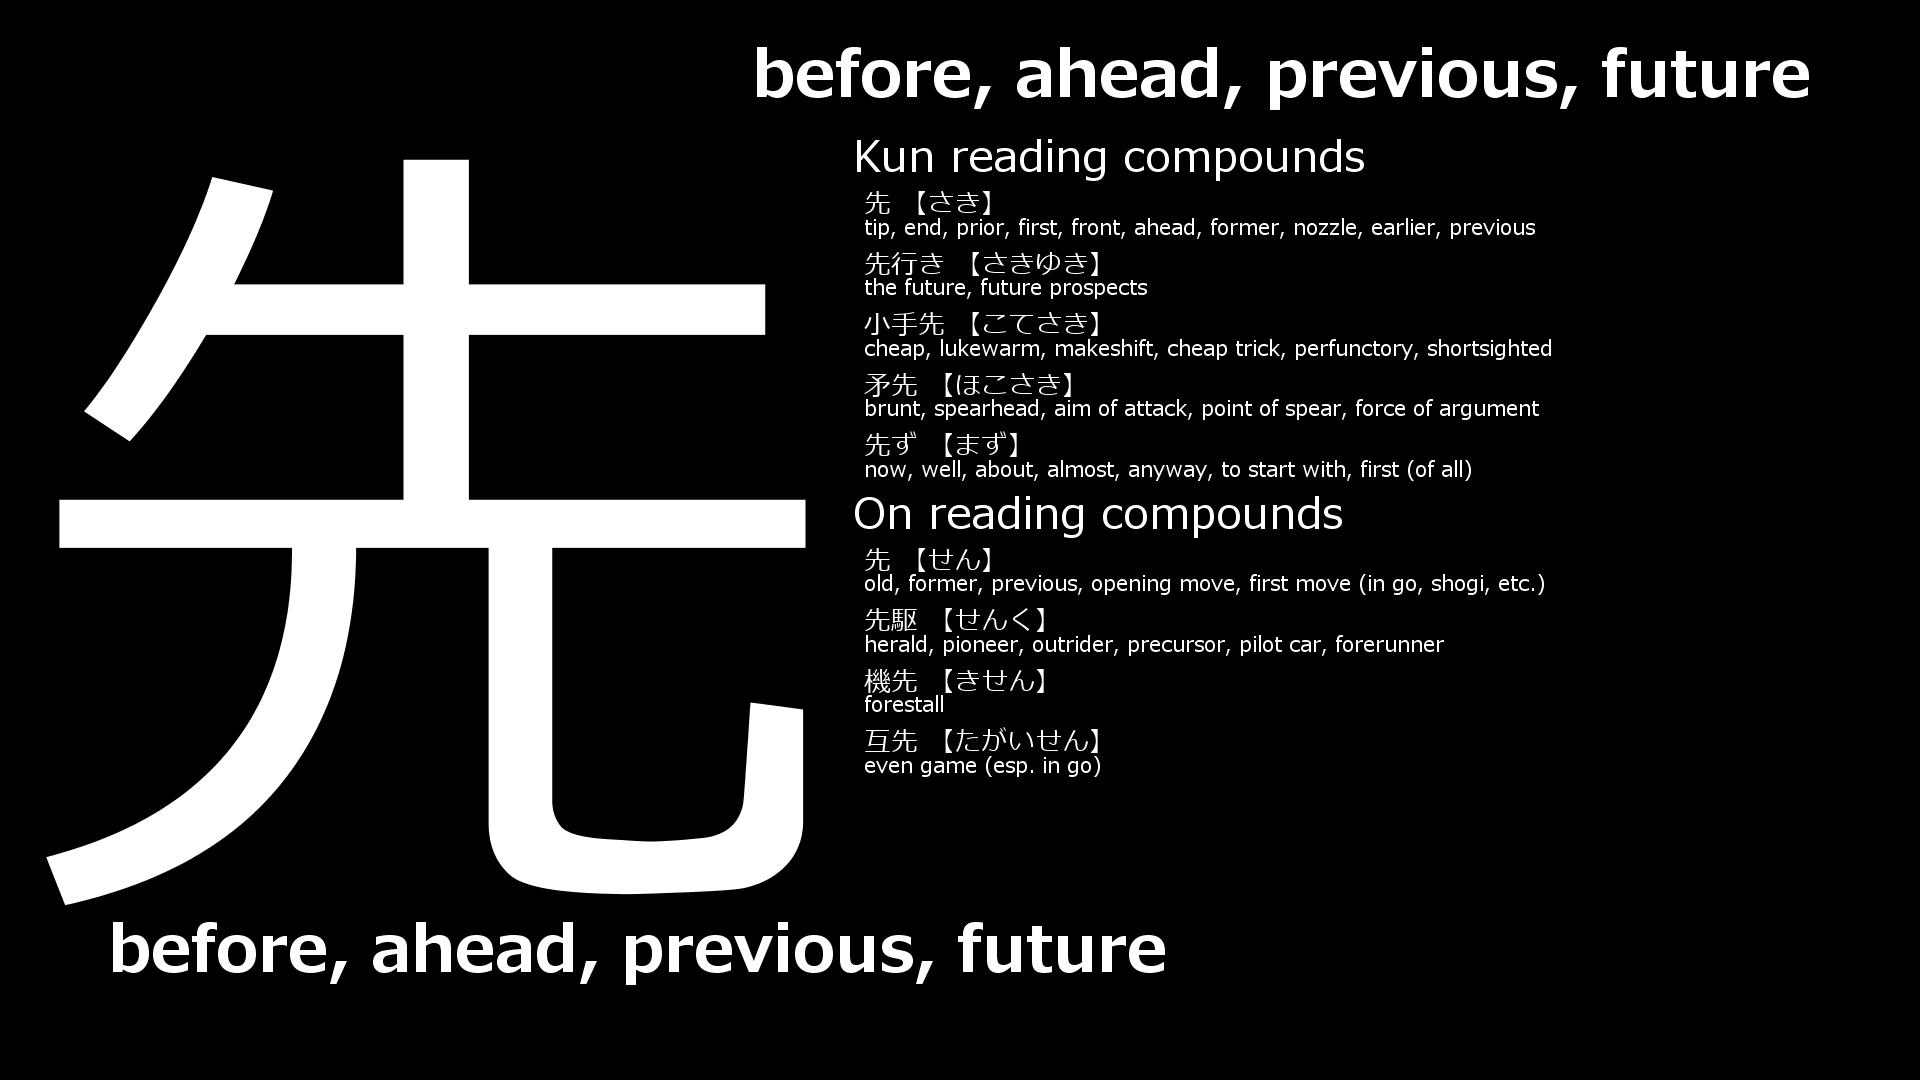 before, ahead, previous, future
先
Kun reading compounds
先 【さき】
tip, end, prior, first, front, ahead, former, nozzle, earlier, previous
先行き 【さきゆき】
the future, future prospects
小手先 【こてさき】
cheap, lukewarm, makeshift, cheap trick, perfunctory, shortsighted
矛先 【ほこさき】
brunt, spearhead, aim of attack, point of spear, force of argument
先ず 【まず】
now, well, about, almost, anyway, to start with, first (of all)
On reading compounds
先 【せん】
old, former, previous, opening move, first move (in go, shogi, etc.)
先駆 【せんく】
herald, pioneer, outrider, precursor, pilot car, forerunner
機先 【きせん】
forestall
互先 【たがいせん】
even game (esp. in go)
before, ahead, previous, future